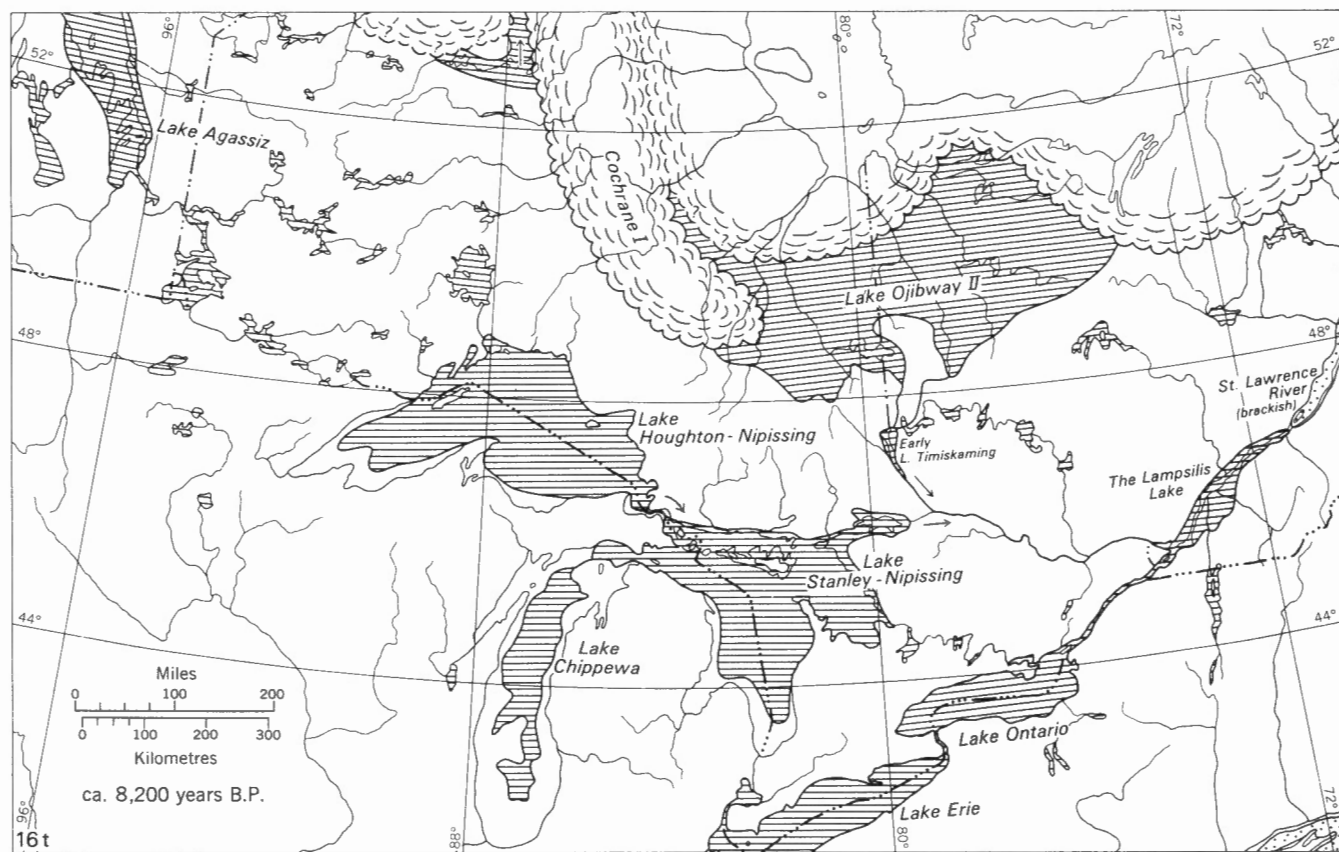 96°
80°
72°
52°
52°
Lake Agassiz
Cochrane I
Lake Ojibway II
48°
48°
St. Lawrence
River
(brackish)
Lake
Houghton - Nipissing
Early
L. Timiskaming
The Lampsilis
Lake
Lake
Stanley - Nipissing
44°
44°
Lake
Chippewa
Miles
0 100 200
0 100 200 300
Kilometres
Lake Ontario
ca. 8,200 years B.P.
Lake Erie
96°
88°
80°
72°
16t